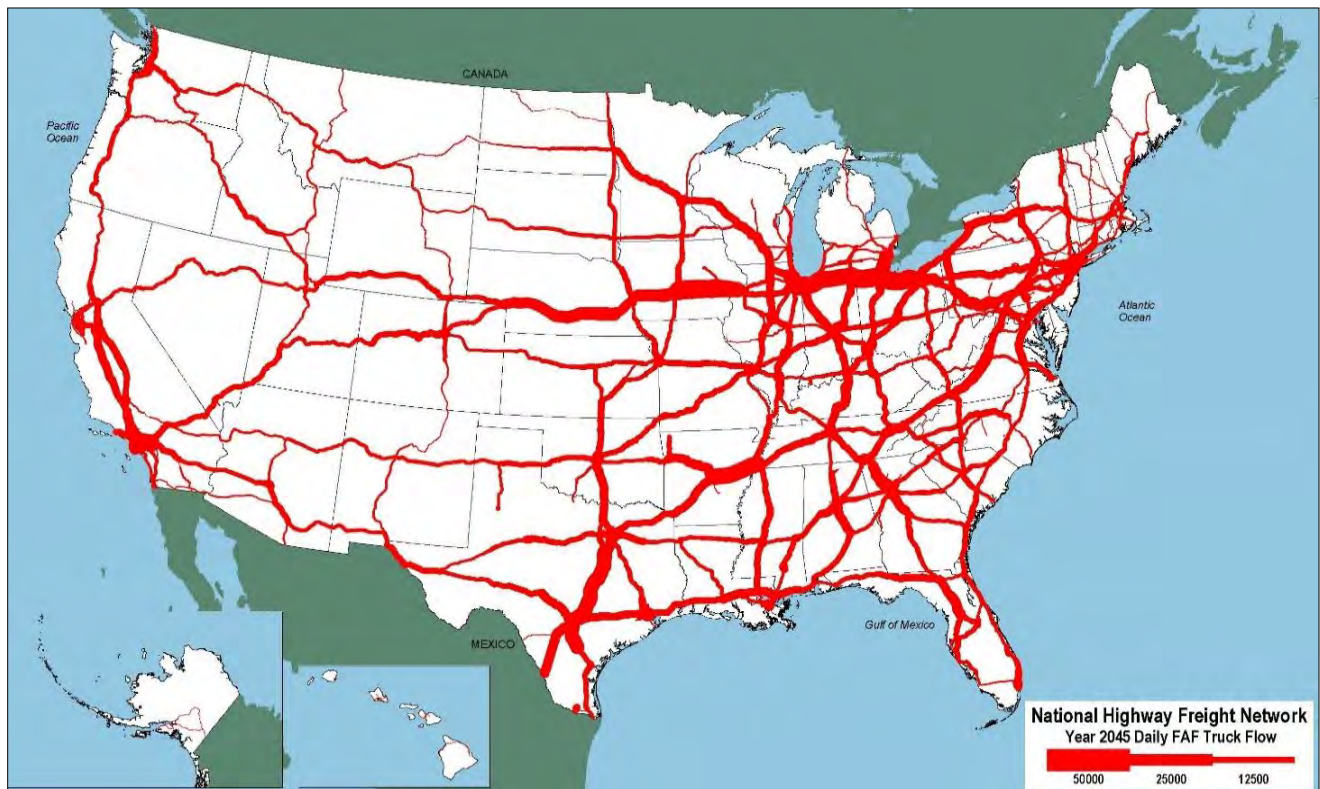 CANADA
Pacific
Ocean
Atlantic
Ocean
Gulf of Mexico
MEXICO
National Highway Freight Network
Year 2045 Daily FAF Truck Flow
50000 25000 12500